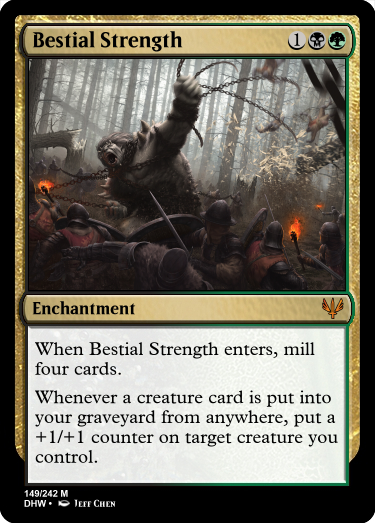 Bestial Strength 1
Enchantment
When Bestial Strength enters, mill
four cards.
Whenever a creature card is put into
your graveyard from anywhere, put a
+1/+1 counter on target creature you
control.
149/242 M
DHW • Jeff Chen